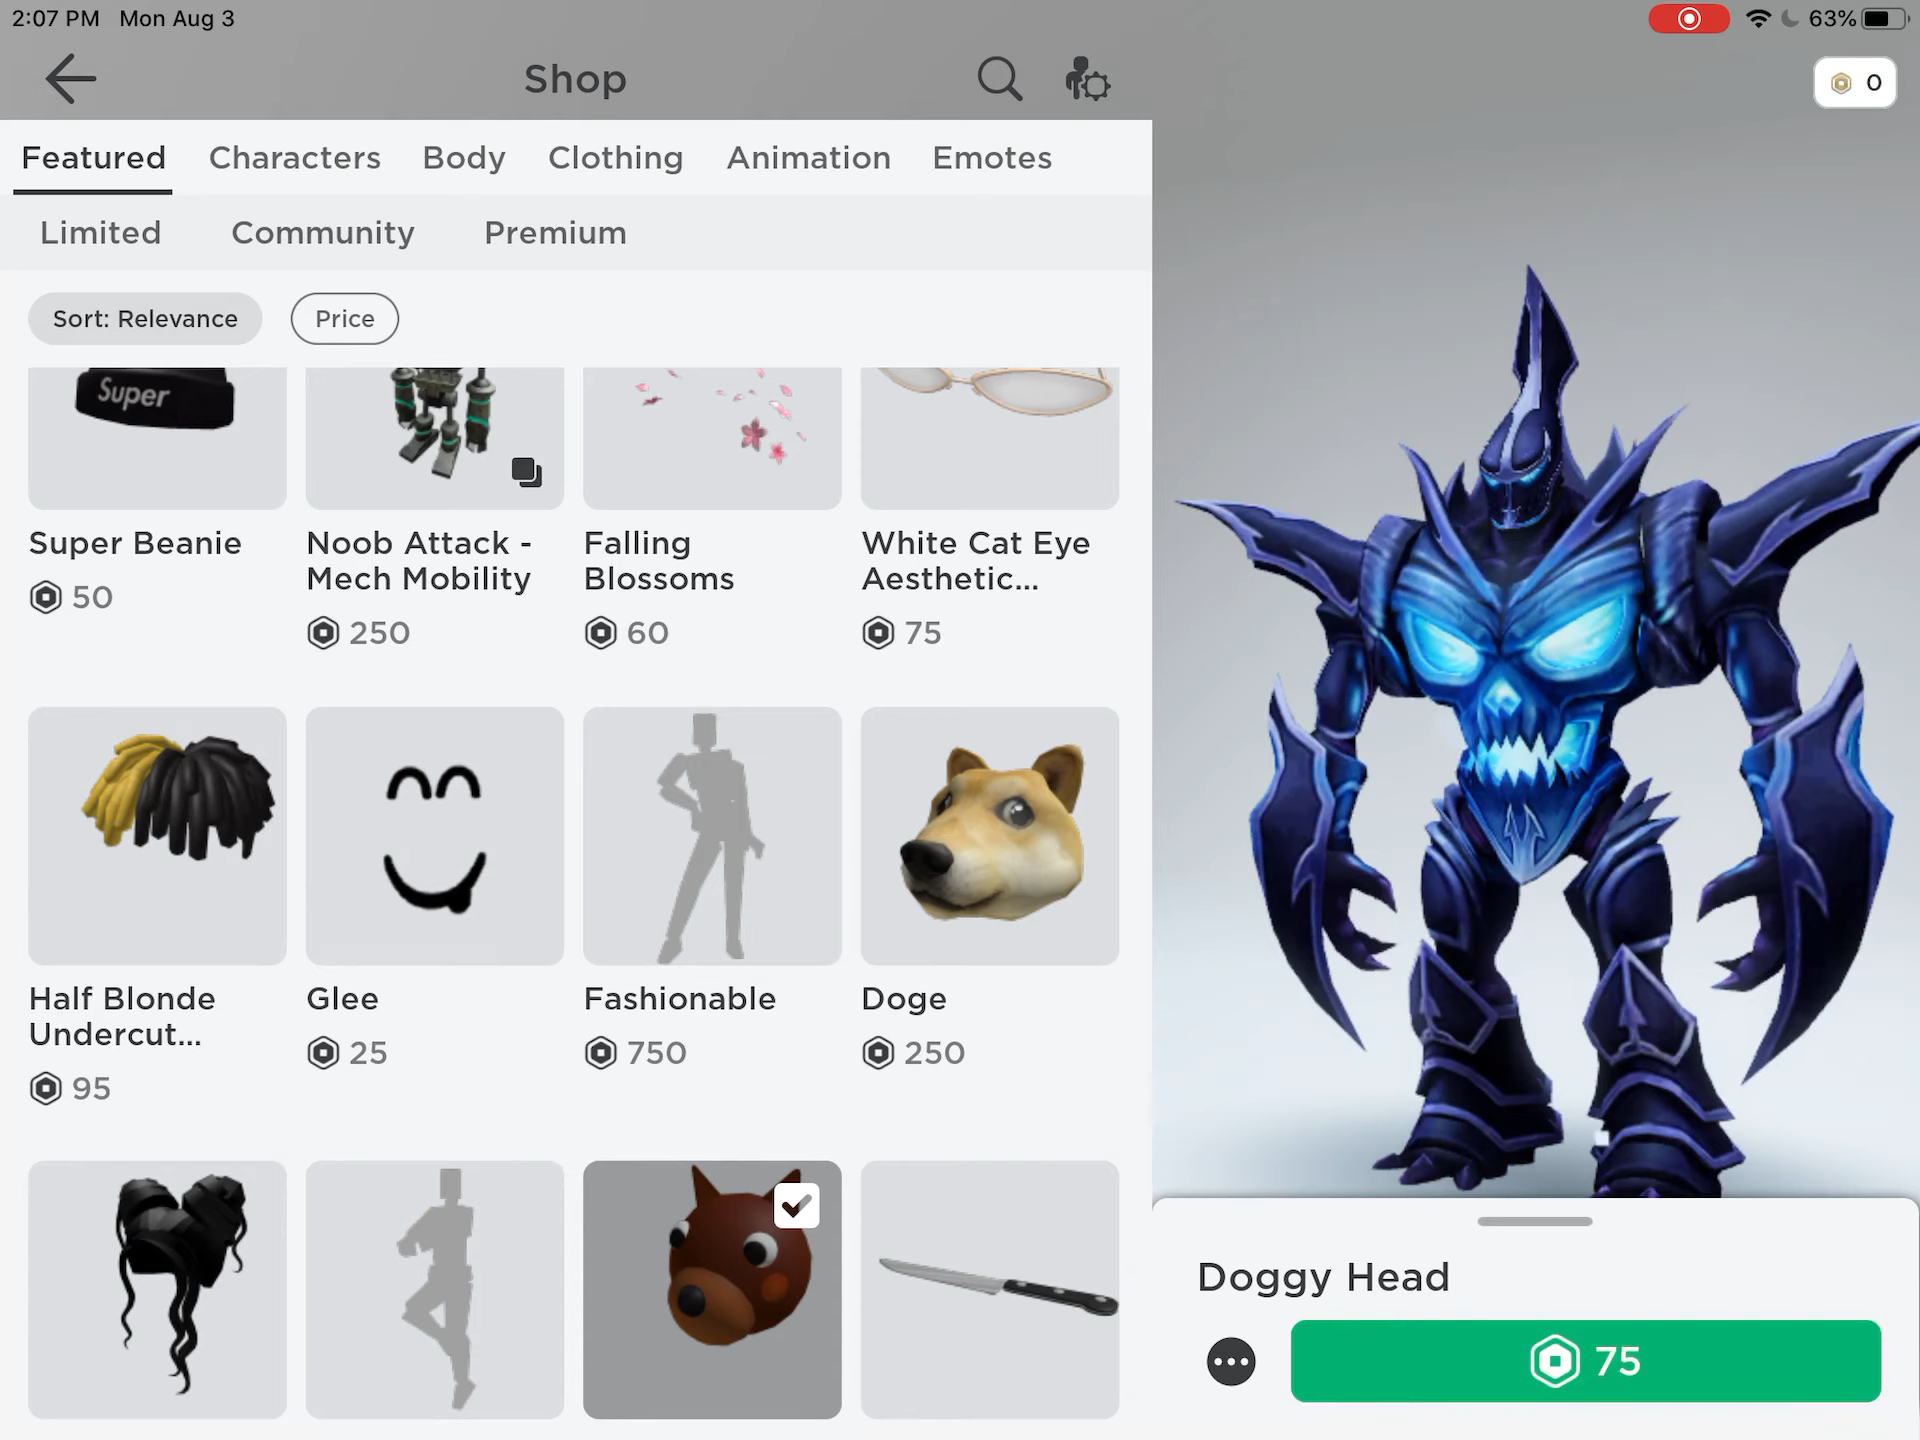 2:07 PM Mon Aug 3
63%
Shop
0
Featured Characters Body Clothing Animation Emotes
Limited Community Premium
Sort: Relevance Price
Super
Super Beanie
50
Noob Attack -
Mech Mobility
250
Falling
Blossoms
60
White Cat Eye
Aesthetic...
75
Half Blonde
Undercut...
95
Glee
25
Fashionable
750
Doge
250
Doggy Head
75